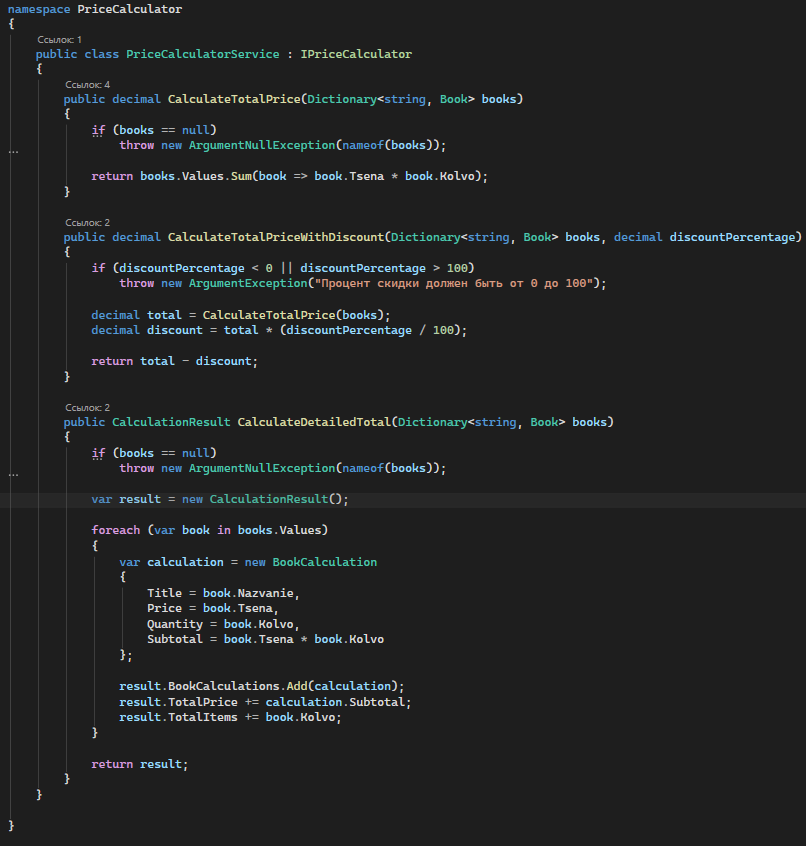 namespace PriceCalculator
{
Ссылок: 1
public class PriceCalculatorService : IPriceCalculator
{
Ссылок: 4
public decimal CalculateTotalPrice(Dictionary<string, Book> books)
{
if (books == null)
throw new ArgumentNullException(nameof(books));
return books.Values.Sum(book => book.Tsena * book.Kolvo);
}
Ссылок: 2
public decimal CalculateTotalPriceWithDiscount(Dictionary<string, Book> books, decimal discountPercentage)
{
if (discountPercentage < 0 || discountPercentage > 100)
throw new ArgumentException("Процент скидки должен быть от 0 до 100");
decimal total = CalculateTotalPrice(books);
decimal discount = total * (discountPercentage / 100);
return total - discount;
}
Ссылок: 2
public CalculationResult CalculateDetailedTotal(Dictionary<string, Book> books)
{
if (books == null)
throw new ArgumentNullException(nameof(books));
var result = new CalculationResult();
foreach (var book in books.Values)
{
var calculation = new BookCalculation
{
Title = book.Nazvanie,
Price = book.Tsena,
Quantity = book.Kolvo,
Subtotal = book.Tsena * book.Kolvo
};
result.BookCalculations.Add(calculation);
result.TotalPrice += calculation.Subtotal;
result.TotalItems += book.Kolvo;
}
return result;
}
}
}